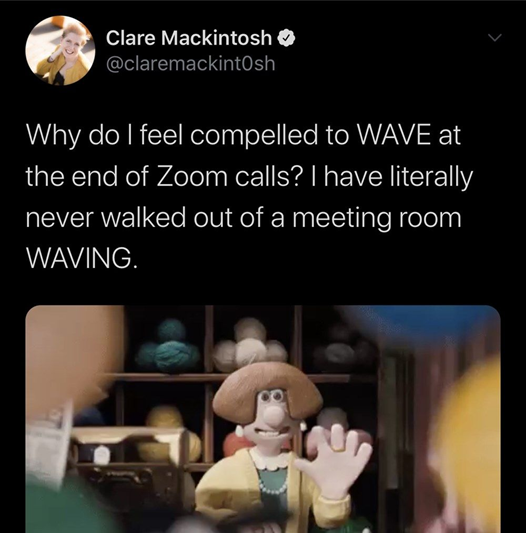 Clare Mackintosh
@claremackint0sh
Why do I feel compelled to WAVE at
the end of Zoom calls? I have literally
never walked out of a meeting room
WAVING.